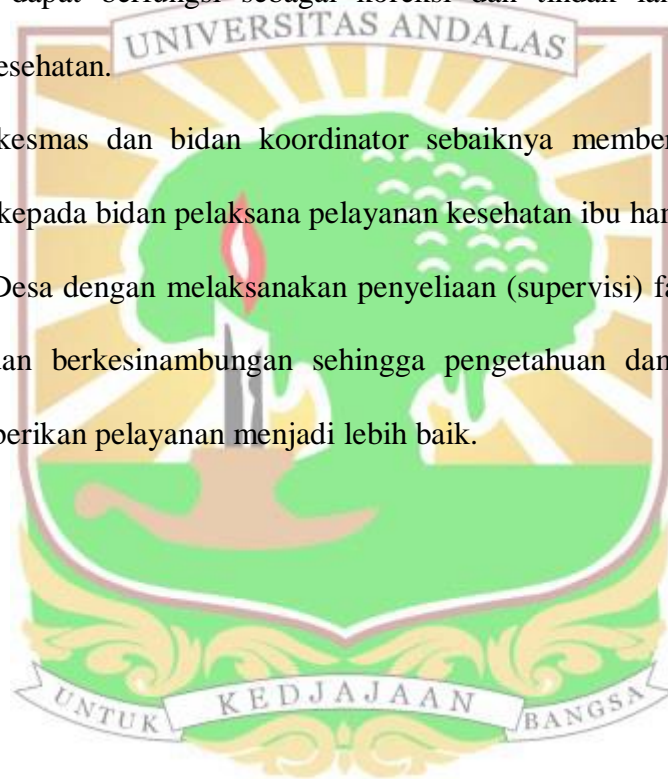 dapat berfungsi sebagai koreksi dan tindak
UNIVERSITAS ANDALAS
esehatan.
kesmas dan bidan koordinator sebaiknya member
kepada bidan pelaksana pelayanan kesehatan ibu ham
Desa dengan melaksanakan penyeliaan (supervisi) fa
dan berkesinambungan sehingga pengetahuan dan
berikan pelayanan menjadi lebih baik.
UNTUK KEDJAJAAN BANGSA